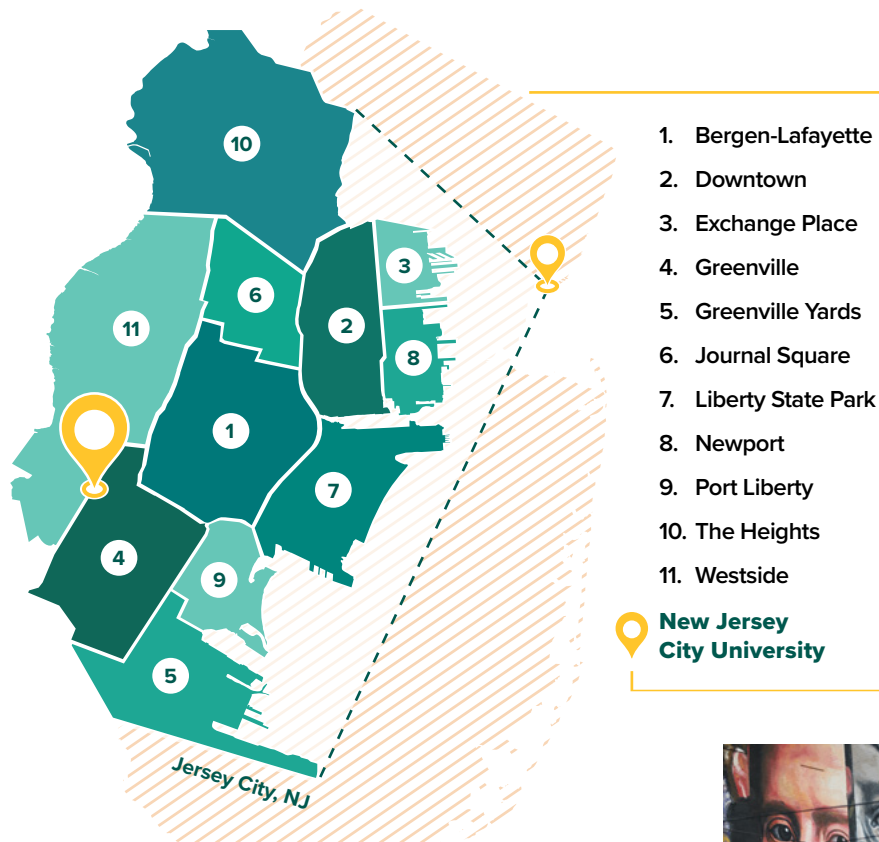 10
3
6
2
11
8
1
7
4
9
5
Jersey City, NJ
1. Bergen-Lafayette
2. Downtown
3. Exchange Place
4. Greenville
5. Greenville Yards
6. Journal Square
7. Liberty State Park
8. Newport
9. Port Liberty
10. The Heights
11. Westside
New Jersey
City University